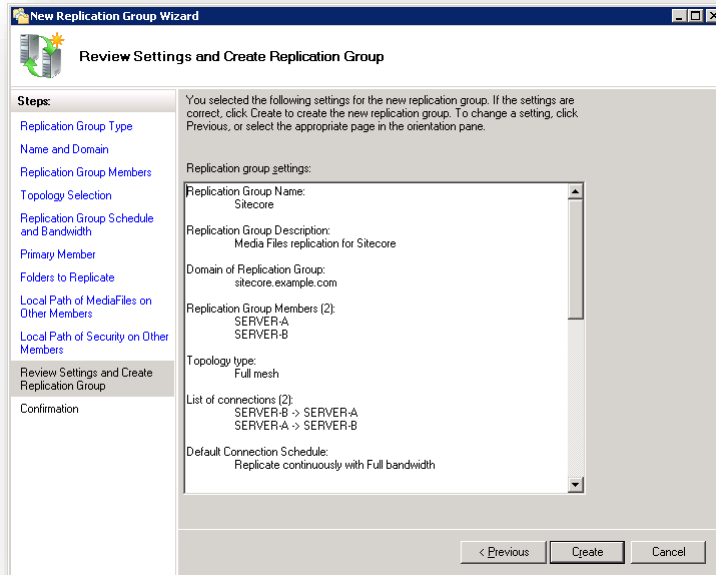 New Replication Group Wizard
Review Settings and Create Replication Group
Steps:
Replication Group Type
Name and Domain
Replication Group Members
Topology Selection
Replication Group Schedule
and Bandwidth
Primary Member
Folders to Replicate
Local Path of MediaFiles on
Other Members
Local Path of Security on Other
Members
Review Settings and Create
Replication Group
Confirmation
You selected the following settings for the new replication group. If the settings are
correct, click Create to create the new replication group. To change a setting, click
Previous, or select the appropriate page in the orientation pane.
Replication group settings:
Replication Group Name:
Sitecore
Replication Group Description:
Media Files replication for Sitecore
Domain of Replication Group:
sitecore.example.com
Replication Group Members (2):
SERVER-A
SERVER-B
Topology type:
Full mesh
List of connections (2):
SERVER-B -> SERVER-A
SERVER-A -> SERVER-B
Default Connection Schedule:
Replicate continuously with Full bandwidth
< Previous
Create
Cancel